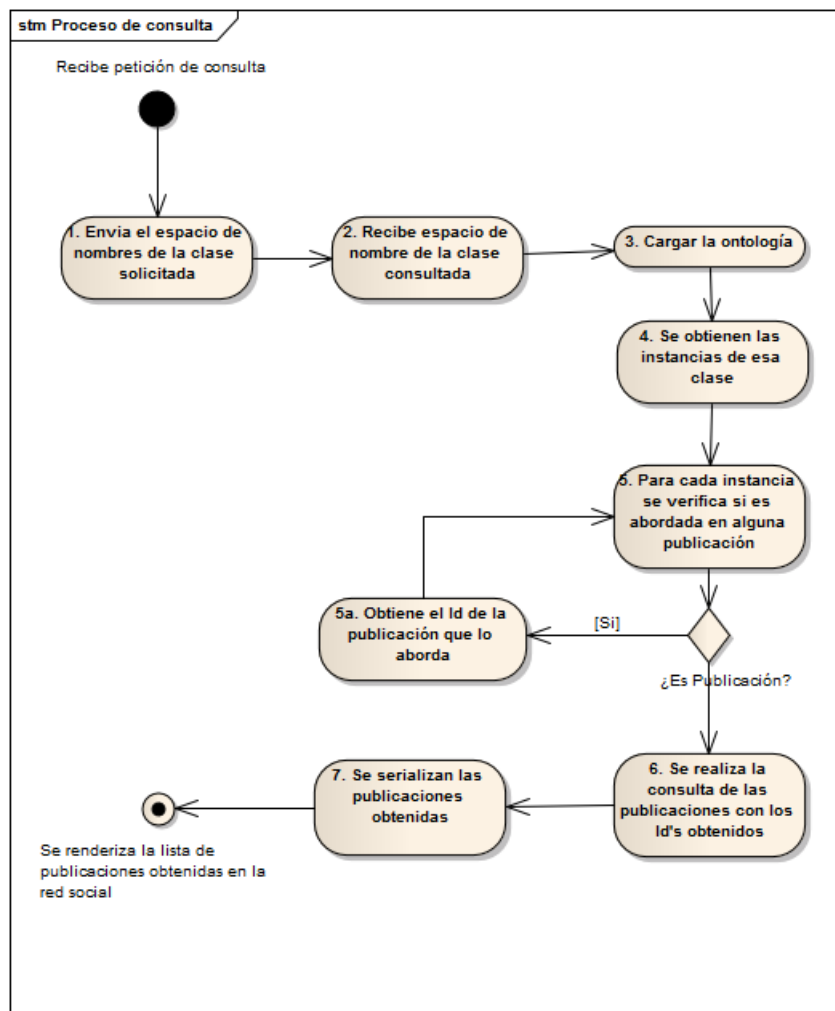 stm Proceso de consulta
Recibe petición de consulta
1. Envia el espacio de
nombres de la clase
solicitada
2. Recibe espacio de
nombre de la clase
consultada
3. Cargar la ontología
4. Se obtienen las
instancias de esa
clase
5. Para cada instancia
se verifica si es
abordada en alguna
publicación
5a. Obtiene el Id de la
publicación que lo
aborda
[Si]
¿Es Publicación?
6. Se realiza la
consulta de las
publicaciones con los
Id's obtenidos
7. Se serializan las
publicaciones
obtenidas
Se renderiza la lista de
publicaciones obtenidas en la
red social